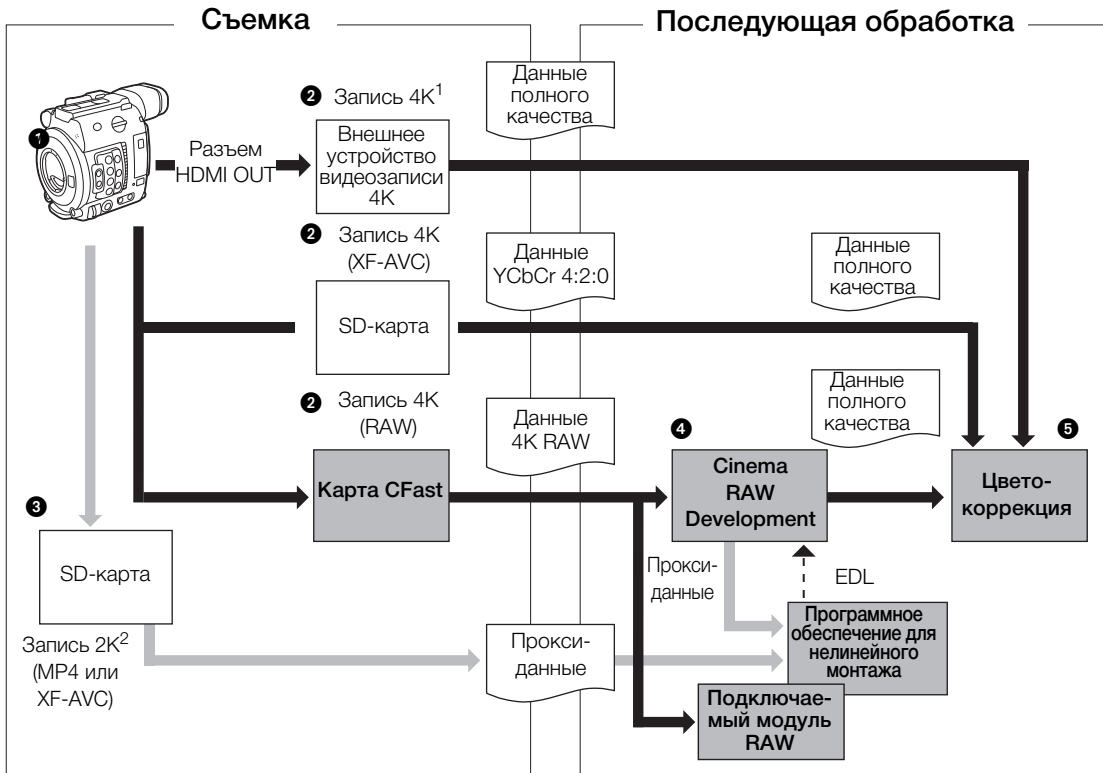 Съемка
Последующая обработка
❶
Разъем
HDMI OUT
❷ Запись 4K¹
Внешнее
устройство
видеозаписи
4K
Данные
полного
качества
❷ Запись 4K
(XF-AVC)
SD-карта
Данные
YCbCr 4:2:0
Данные
полного
качества
❷ Запись 4K
(RAW)
Карта CFast
Данные
4K RAW
❹
Cinema
RAW
Development
Данные
полного
качества
❺
Цвето-
коррекция
❸
SD-карта
Запись 2K²
(MP4 или
XF-AVC)
Прокси-
данные
Прокси-
данные
EDL
Программное
обеспечение для
нелинейного
монтажа
Подключае-
мый модуль
RAW